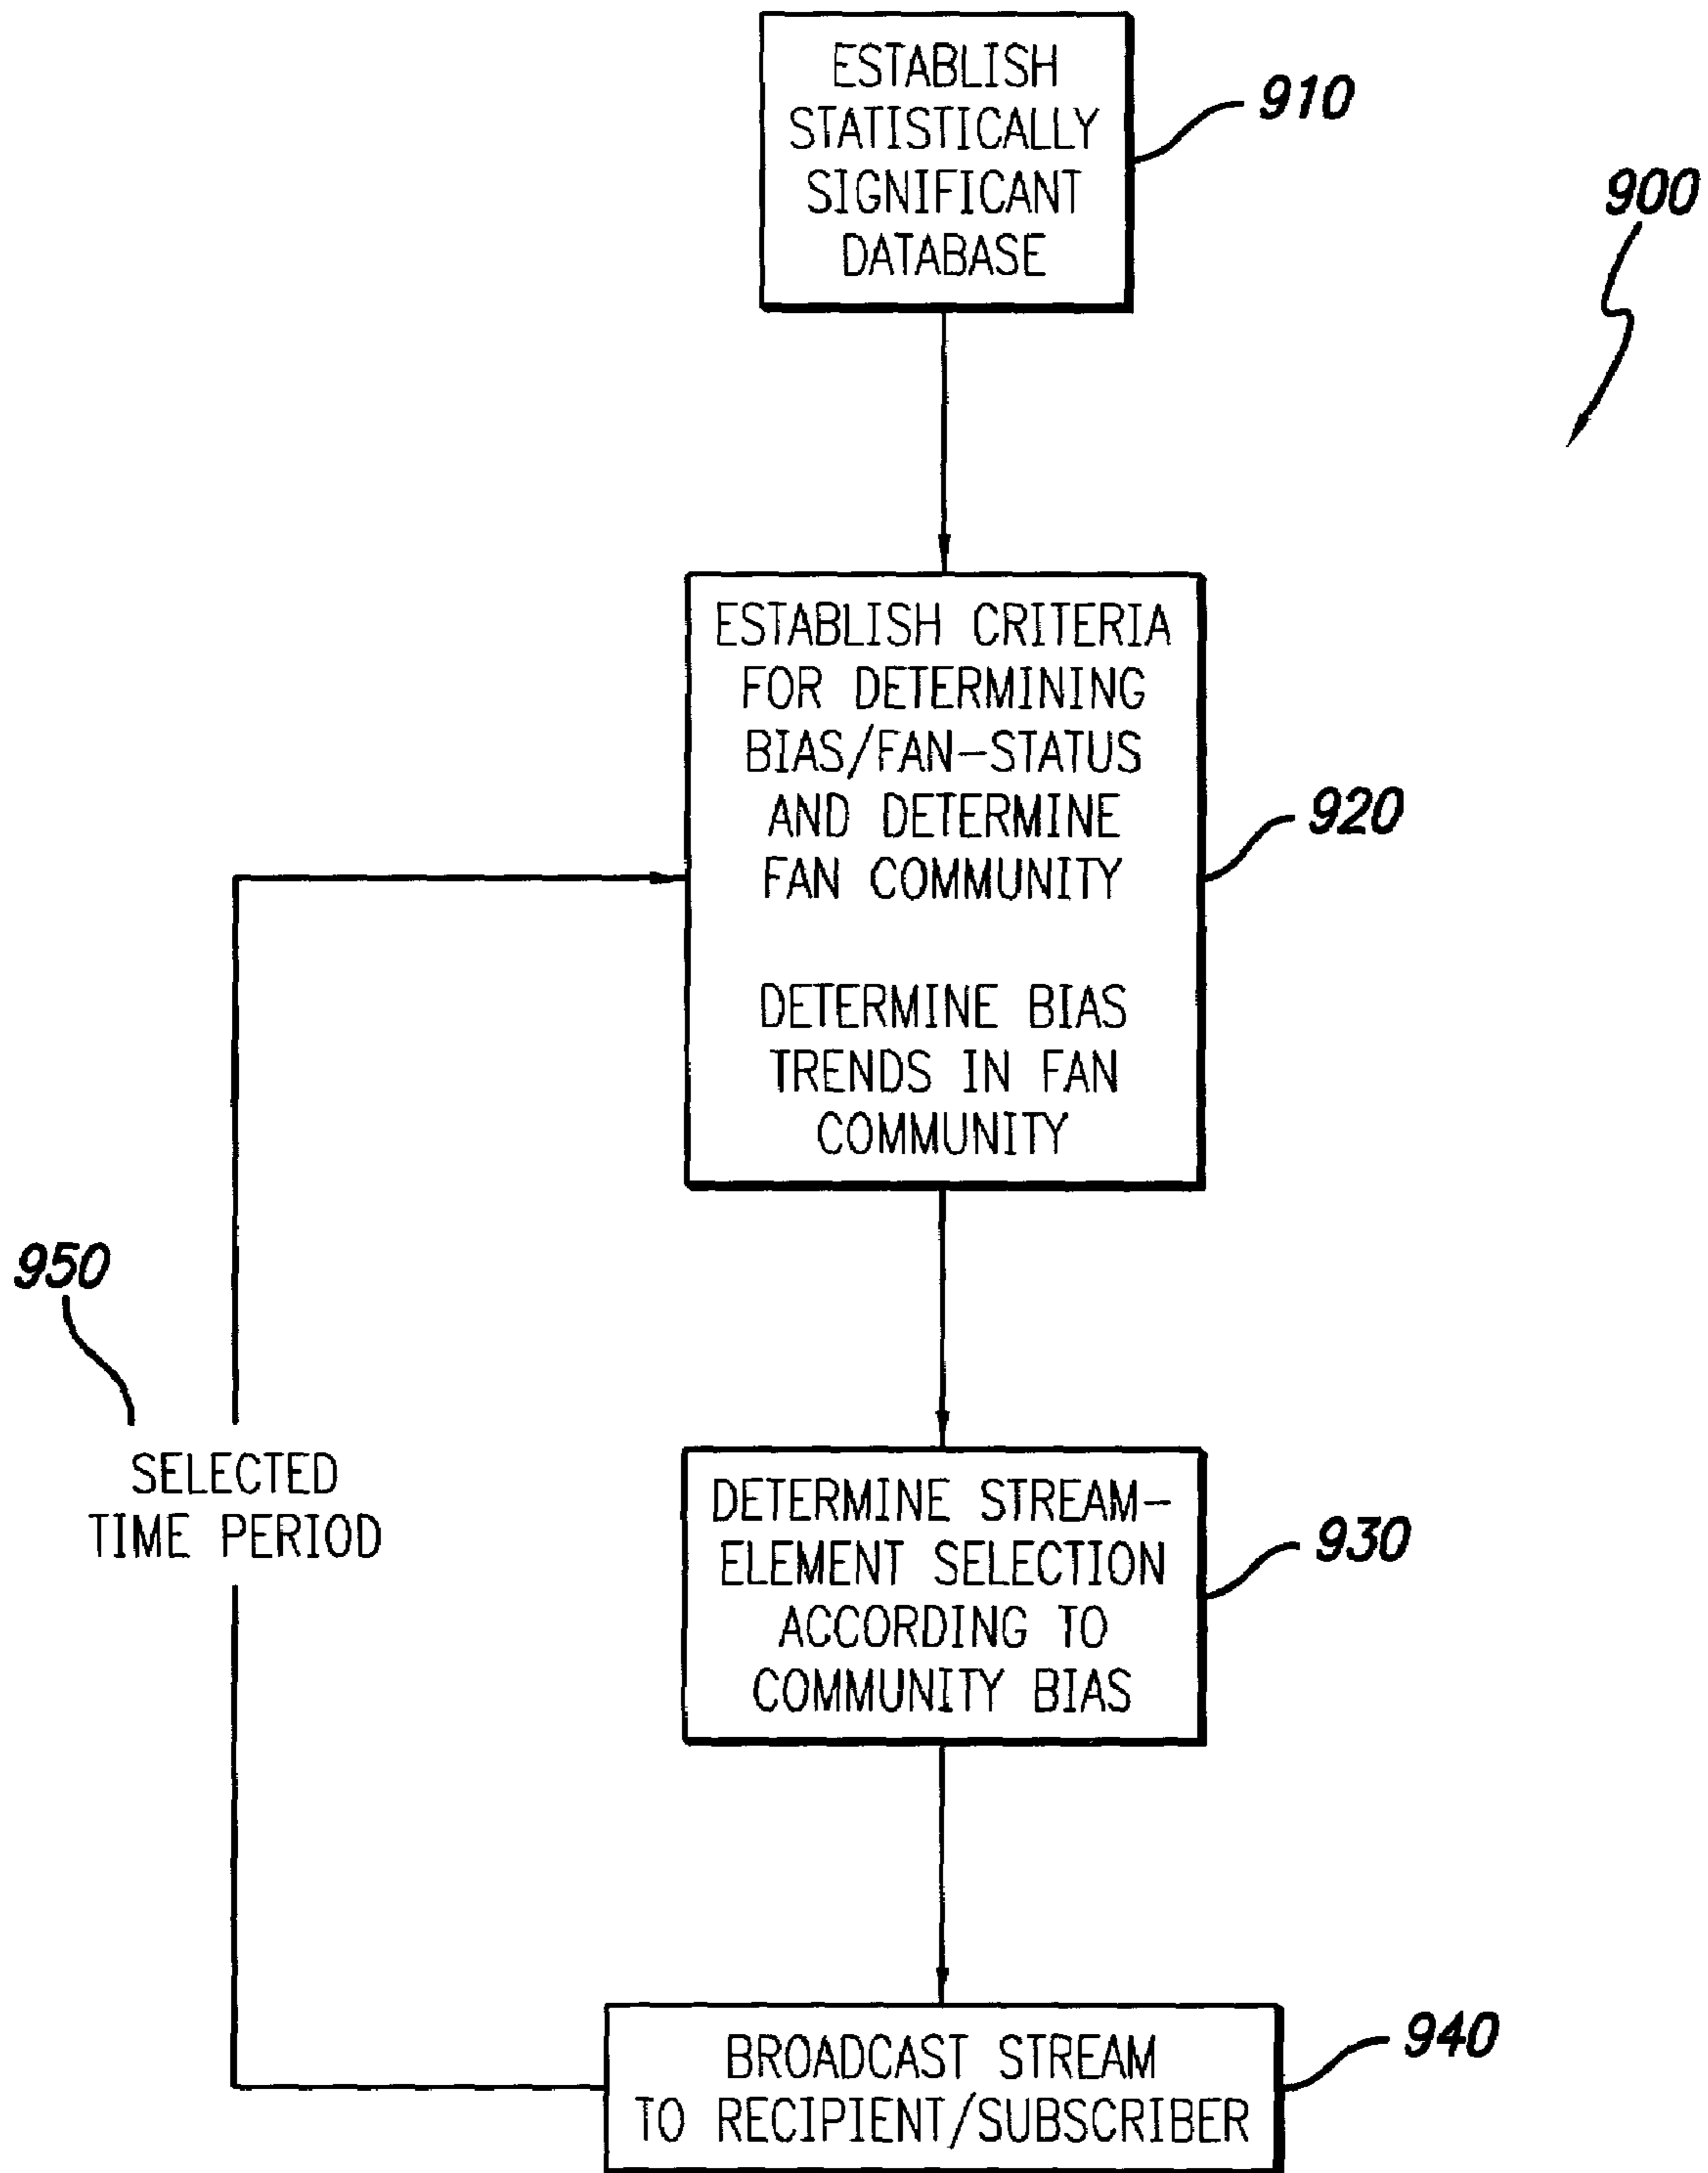 ESTABLISH
STATISTICALLY
SIGNIFICANT
DATABASE
910
900
ESTABLISH CRITERIA
FOR DETERMINING
BIAS/FAN-STATUS
AND DETERMINE
FAN COMMUNITY
DETERMINE BIAS
TRENDS IN FAN
COMMUNITY
920
950
SELECTED
TIME PERIOD
DETERMINE STREAM-
ELEMENT SELECTION
ACCORDING TO
COMMUNITY BIAS
930
BROADCAST STREAM
TO RECIPIENT/SUBSCRIBER
940